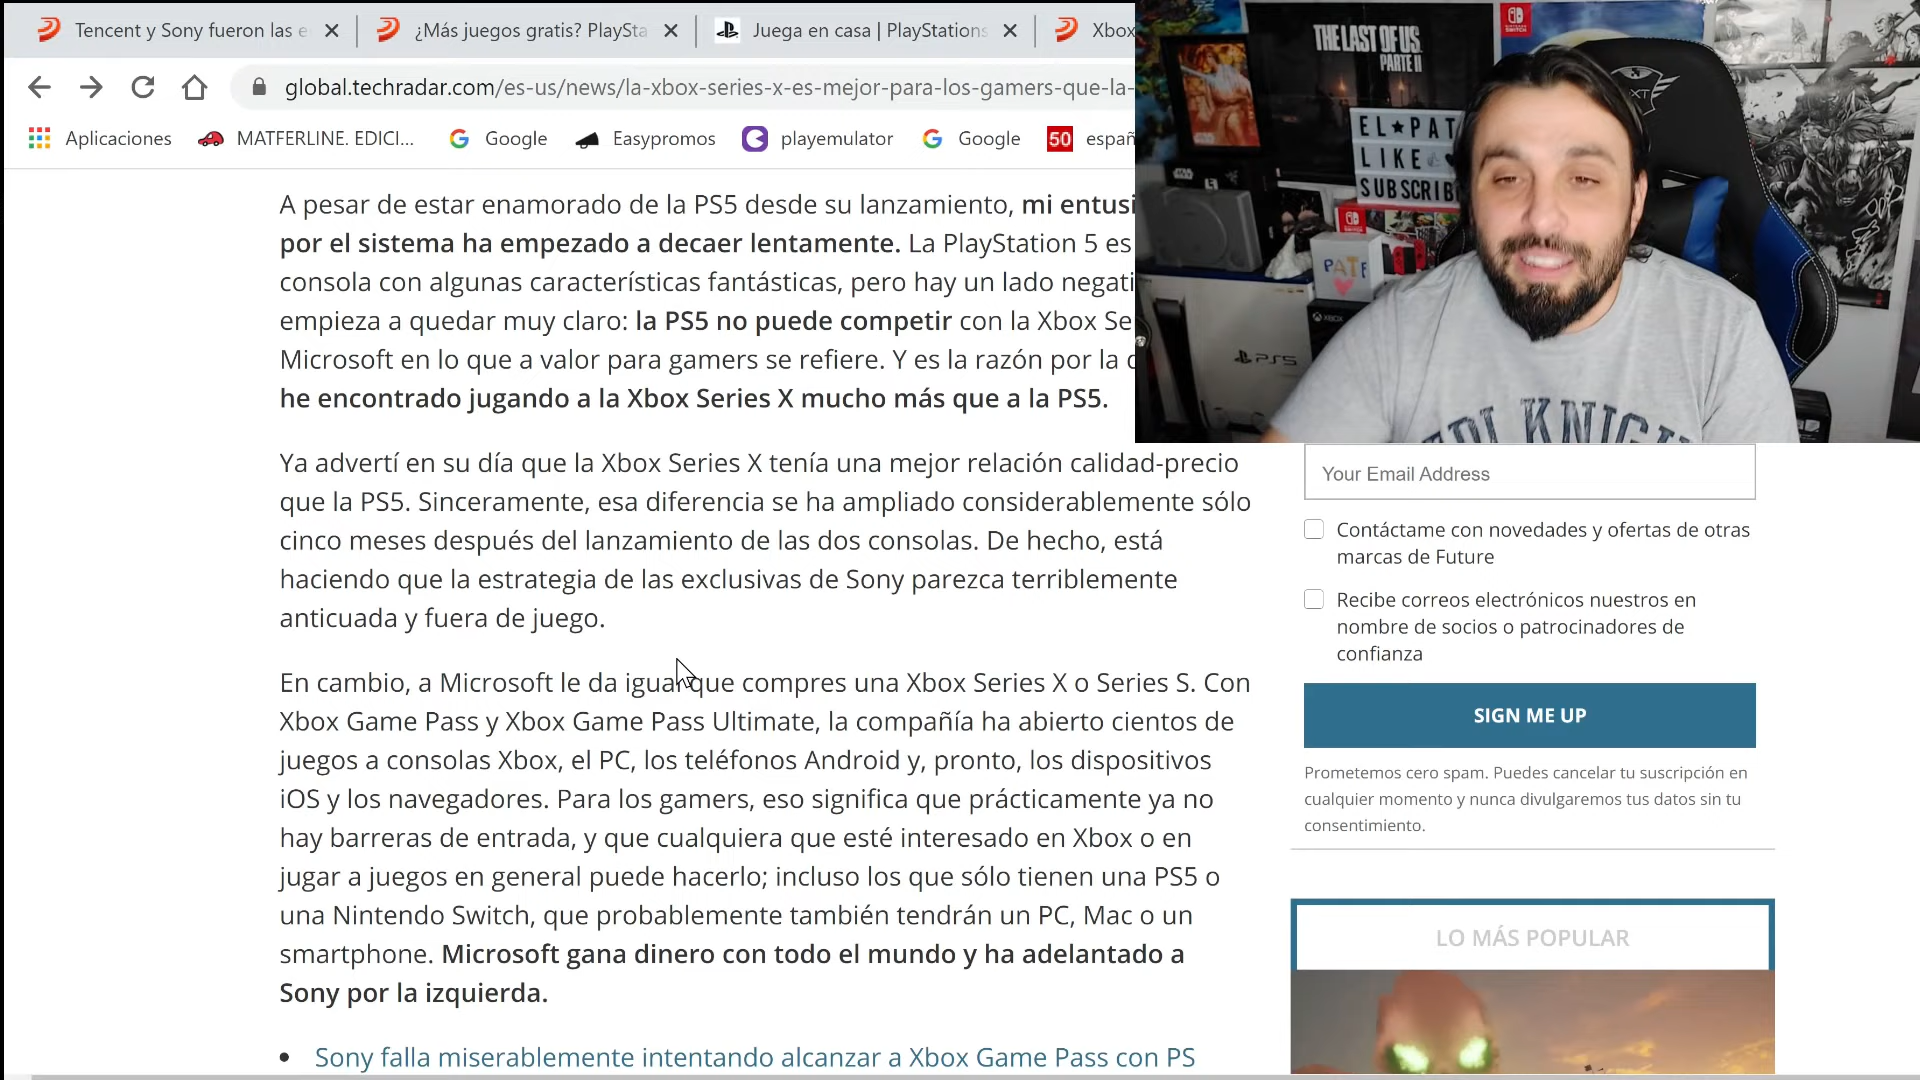 Tencent y Sony fueron las e
¿Más juegos gratis? PlaySta
Juega en casa | PlayStations
Xbox
global.techradar.com/es-us/news/la-xbox-series-x-es-mejor-para-los-gamers-que-la-
Aplicaciones
MATFERLINE. EDICI...
Google
Easypromos
playemulator
Google
50
españ
A pesar de estar enamorado de la PS5 desde su lanzamiento, mi entusi
por el sistema ha empezado a decaer lentamente. La PlayStation 5 es
consola con algunas características fantásticas, pero hay un lado negati
empieza a quedar muy claro: la PS5 no puede competir con la Xbox Se
Microsoft en lo que a valor para gamers se refiere. Y es la razón por la
he encontrado jugando a la Xbox Series X mucho más que a la PS5.
Ya advertí en su día que la Xbox Series X tenía una mejor relación calidad-precio
que la PS5. Sinceramente, esa diferencia se ha ampliado considerablemente sólo
cinco meses después del lanzamiento de las dos consolas. De hecho, está
haciendo que la estrategia de las exclusivas de Sony parezca terriblemente
anticuada y fuera de juego.
En cambio, a Microsoft le da igual que compres una Xbox Series X o Series S. Con
Xbox Game Pass y Xbox Game Pass Ultimate, la compañía ha abierto cientos de
juegos a consolas Xbox, el PC, los teléfonos Android y, pronto, los dispositivos
iOS y los navegadores. Para los gamers, eso significa que prácticamente ya no
hay barreras de entrada, y que cualquiera que esté interesado en Xbox o en
jugar a juegos en general puede hacerlo; incluso los que sólo tienen una PS5 o
una Nintendo Switch, que probablemente también tendrán un PC, Mac o un
smartphone. Microsoft gana dinero con todo el mundo y ha adelantado a
Sony por la izquierda.
Sony falla miserablemente intentando alcanzar a Xbox Game Pass con PS
THE LAST OF US
PARTE II
NINTENDO
SWITCH
EL★PAT
LIKE
SUBSCRIB
PATE
XBOX
PS5
STAR
WARS
JEDI KNIGH
Your Email Address
Contáctame con novedades y ofertas de otras
marcas de Future
Recibe correos electrónicos nuestros en
nombre de socios o patrocinadores de
confianza
SIGN ME UP
Prometemos cero spam. Puedes cancelar tu suscripción en
cualquier momento y nunca divulgaremos tus datos sin tu
consentimiento.
LO MÁS POPULAR